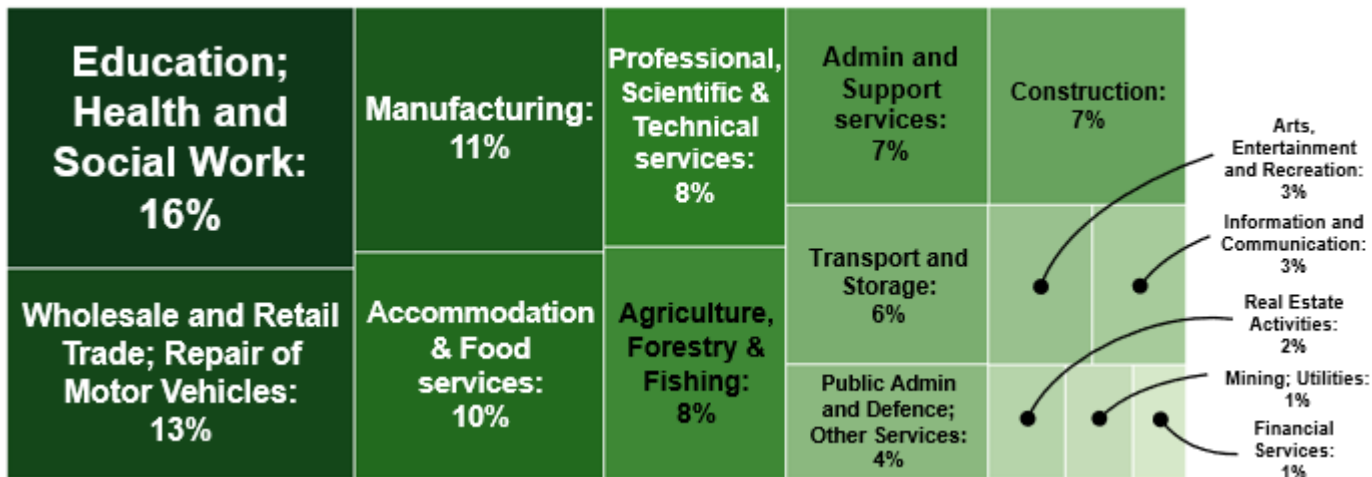 Education;
Health and
Social Work:
16%
Wholesale and Retail
Trade; Repair of
Motor Vehicles:
13%
Manufacturing:
11%
Accommodation
& Food
services:
10%
Professional,
Scientific &
Technical
services:
8%
Agriculture,
Forestry &
Fishing:
8%
Admin and
Support
services:
7%
Transport and
Storage:
6%
Public Admin
and Defence;
Other Services:
4%
Construction:
7%
Arts,
Entertainment
and Recreation:
3%
Information and
Communication:
3%
Real Estate
Activities:
2%
Mining; Utilities:
1%
Financial
Services:
1%